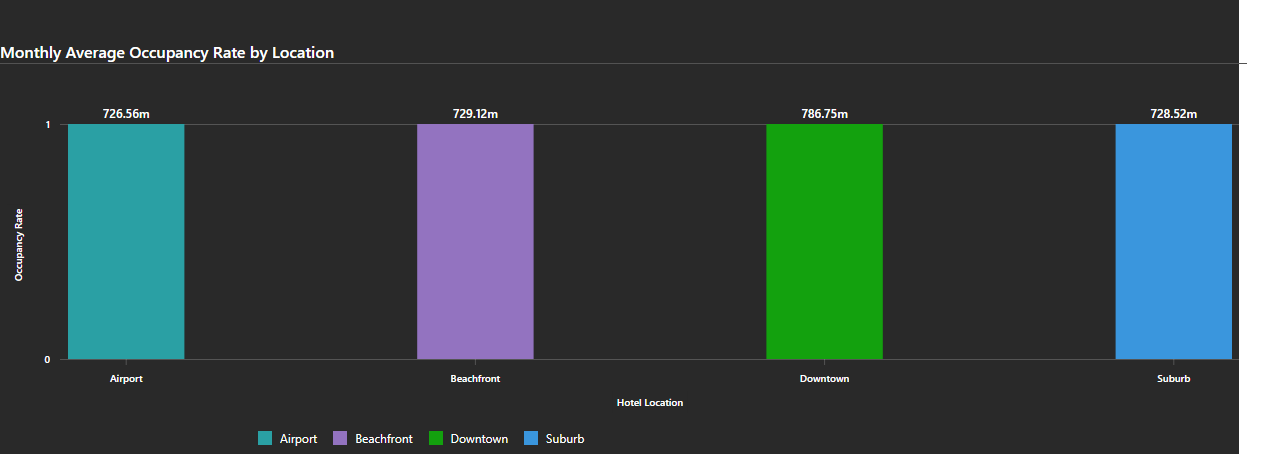 Monthly Average Occupancy Rate by Location
726.56m 729.12m 786.75m 728.52m
1
Occupancy Rate
0
Airport Beachfront Downtown Suburb
Hotel Location
Airport Beachfront Downtown Suburb